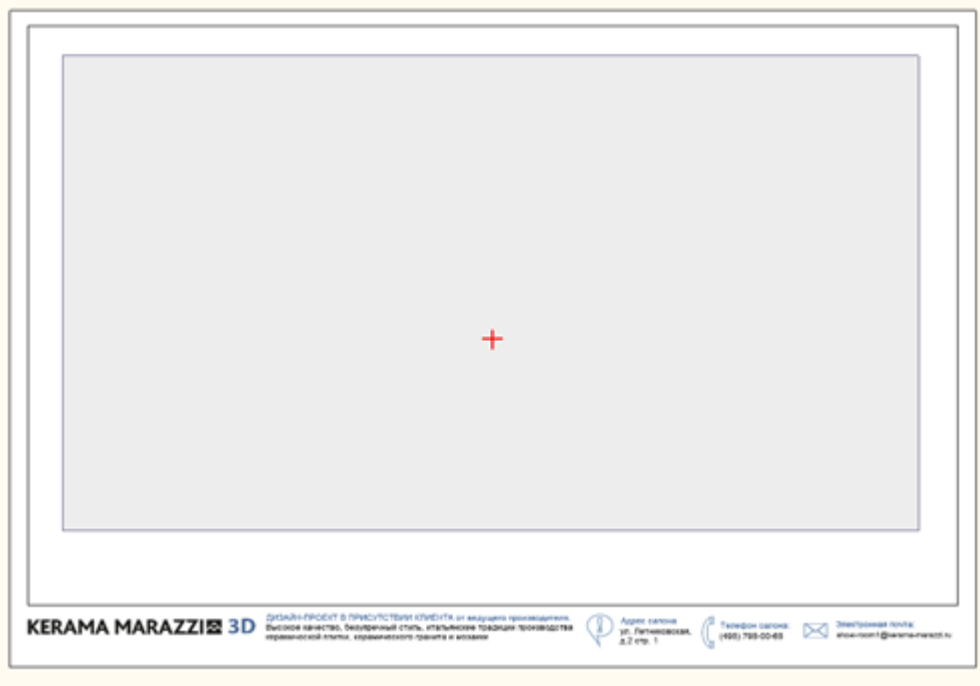 KERAMA MARAZZI 3D
ДИЗАЙН-ПРОЕКТ В ПРИСУТСТВИИ КЛИЕНТА от ведущего производителя.
Высокое качество, безупречный стиль, итальянские традиции производства
керамической плитки, керамического гранита и мозаики
Адрес салона
ул. Летниковская,
д.2 стр. 1
Телефон салона:
(495) 795-00-65
Электронная почта:
show-room1@kerama-marazzi.ru